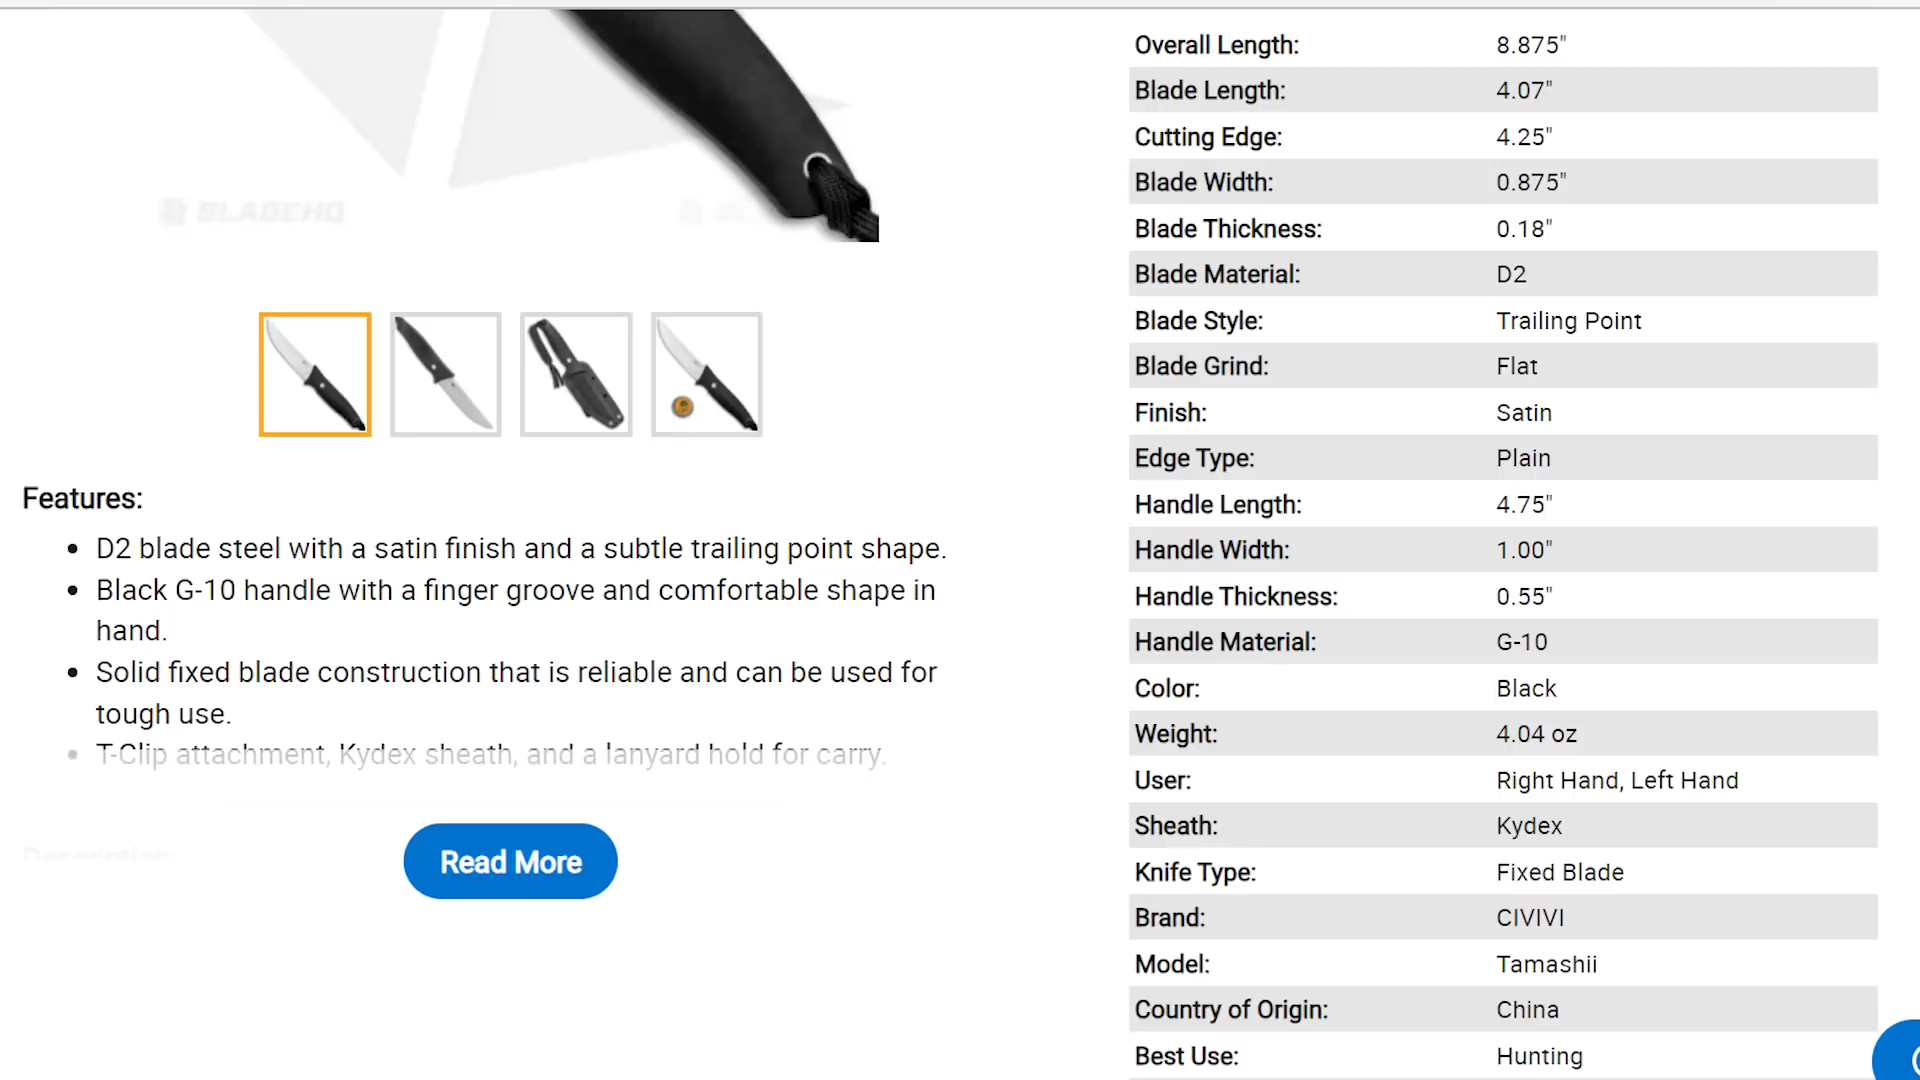 BLADEHQ
Features:
• D2 blade steel with a satin finish and a subtle trailing point shape.
• Black G-10 handle with a finger groove and comfortable shape in
hand.
• Solid fixed blade construction that is reliable and can be used for
tough use.
• T-Clip attachment, Kydex sheath, and a lanyard hold for carry.
Description:
Read More
Overall Length: 8.875"
Blade Length: 4.07"
Cutting Edge: 4.25"
Blade Width: 0.875"
Blade Thickness: 0.18"
Blade Material: D2
Blade Style: Trailing Point
Blade Grind: Flat
Finish: Satin
Edge Type: Plain
Handle Length: 4.75"
Handle Width: 1.00"
Handle Thickness: 0.55"
Handle Material: G-10
Color: Black
Weight: 4.04 oz
User: Right Hand, Left Hand
Sheath: Kydex
Knife Type: Fixed Blade
Brand: CIVIVI
Model: Tamashii
Country of Origin: China
Best Use: Hunting